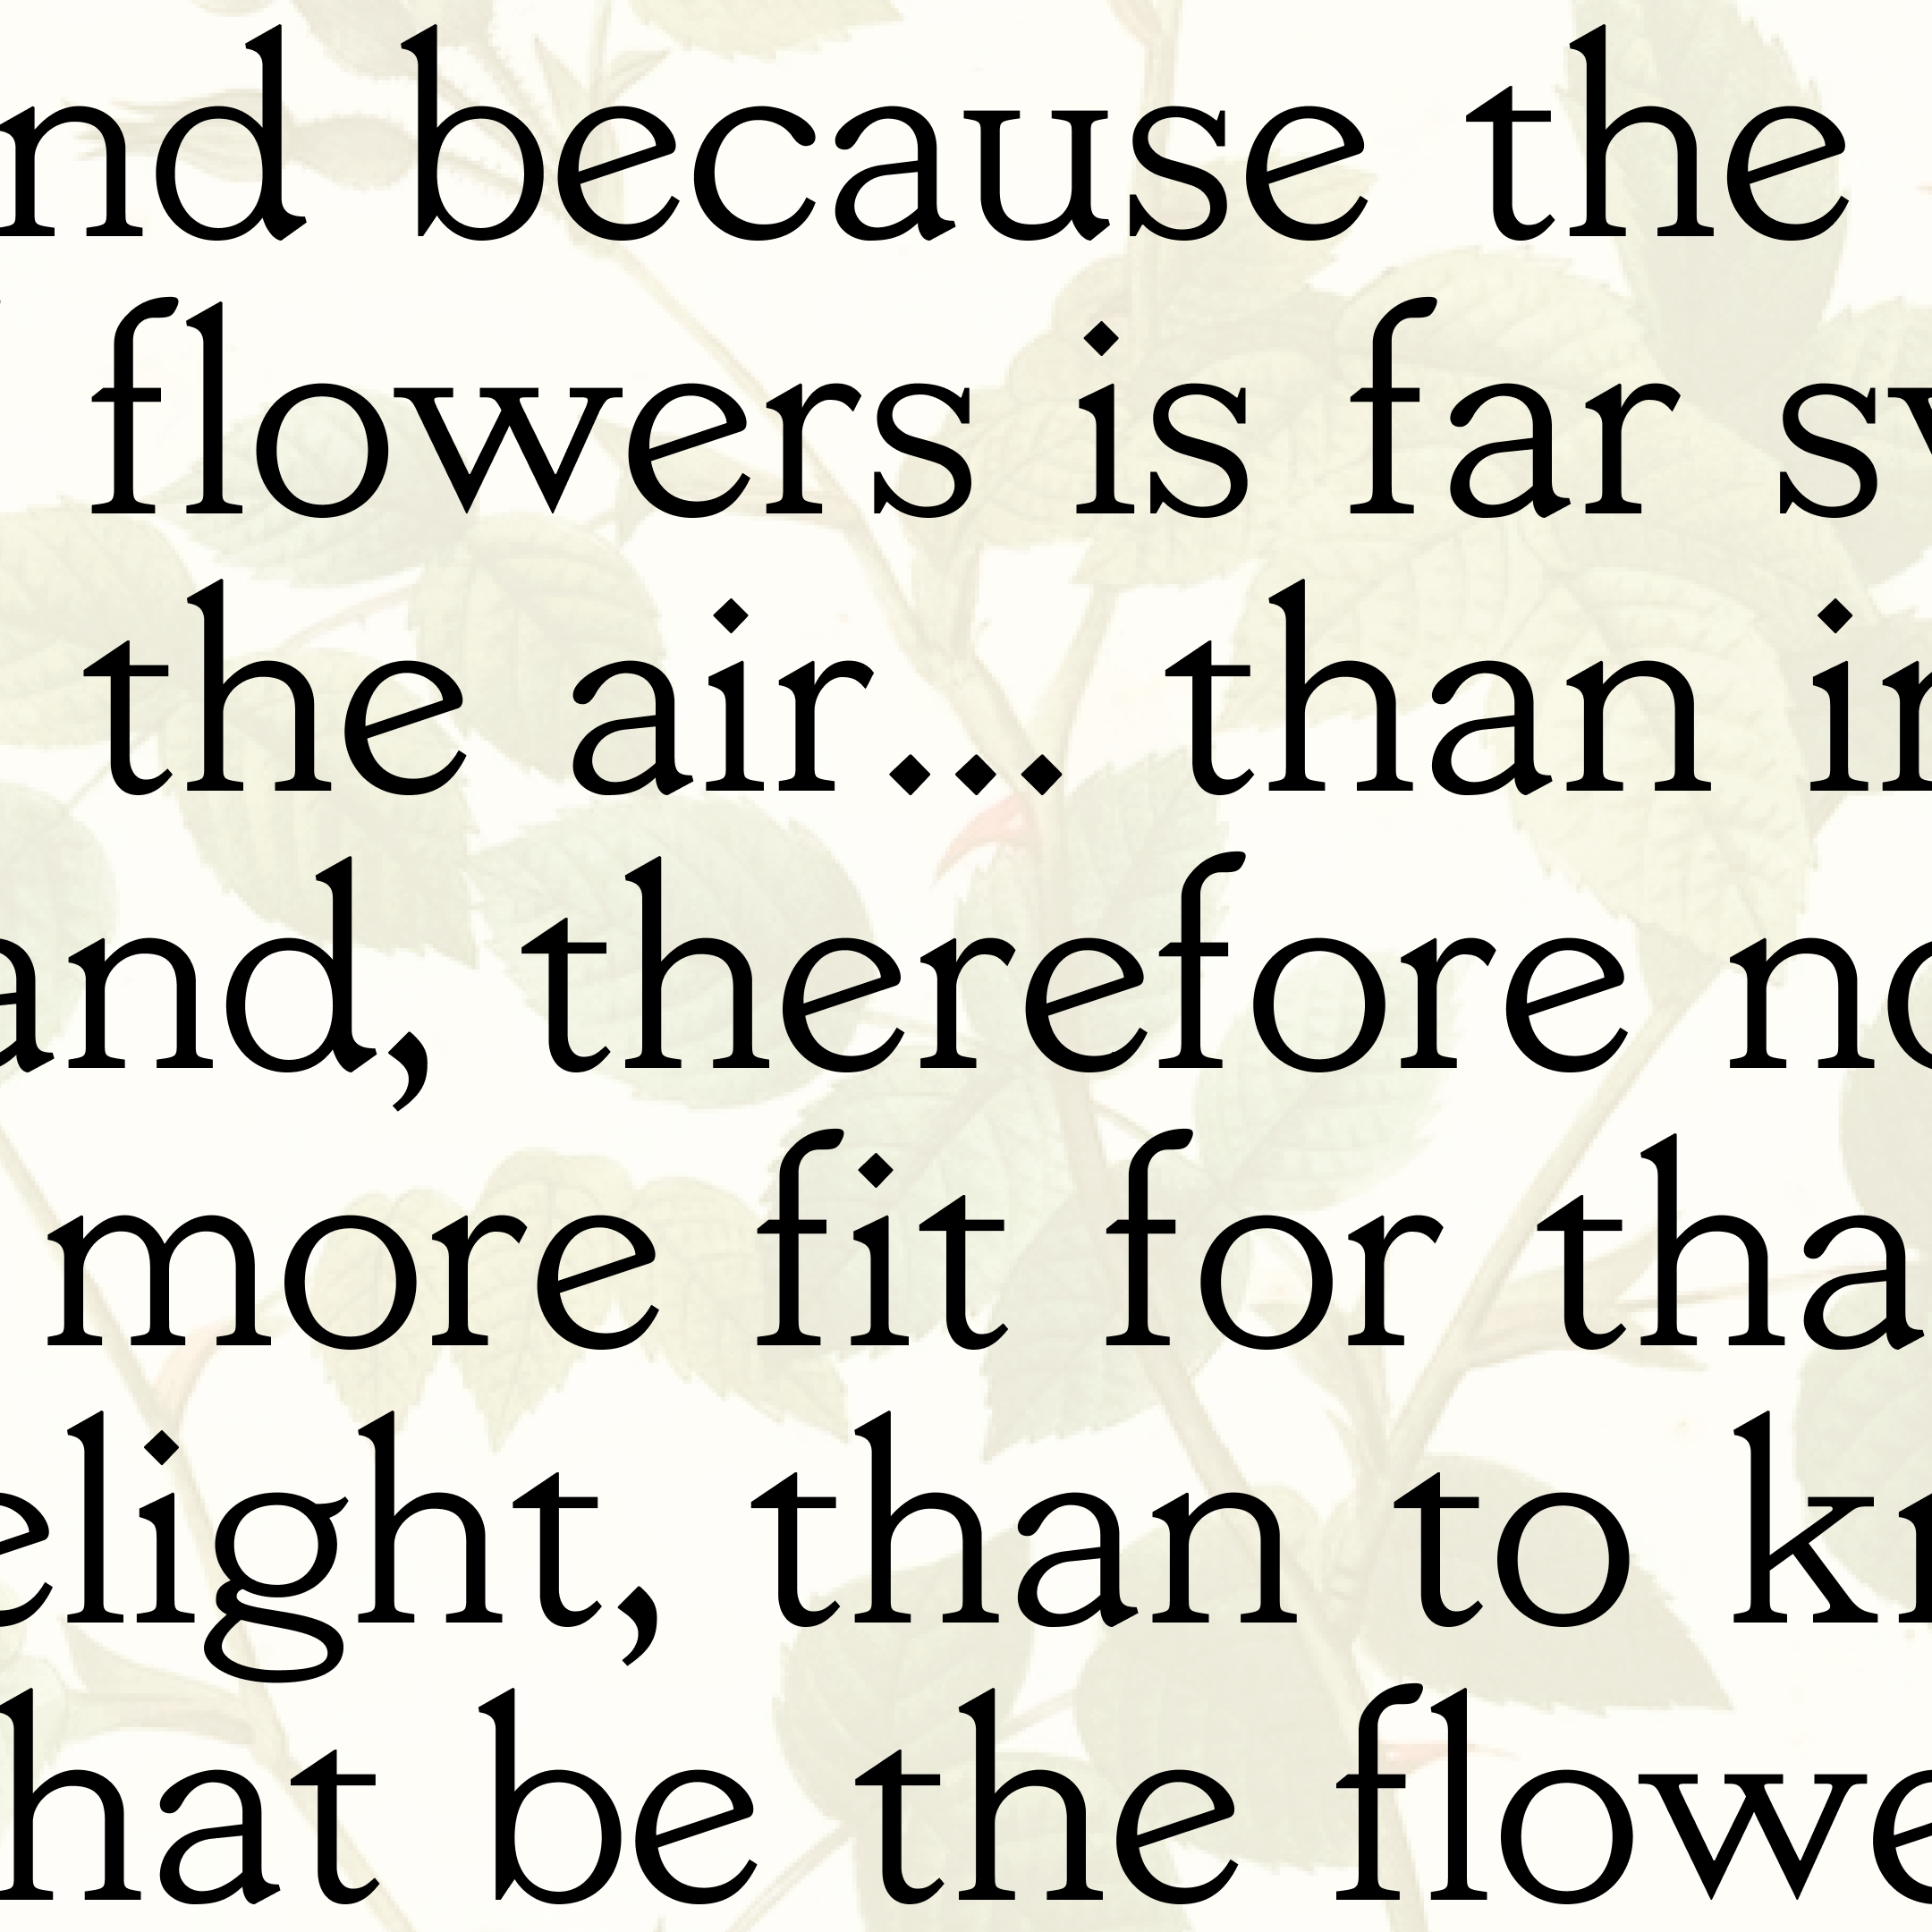 nd because the
flowers is far sw
the air... than in
and, therefore no
more fit for tha
elight, than to kn
hat be the flowe